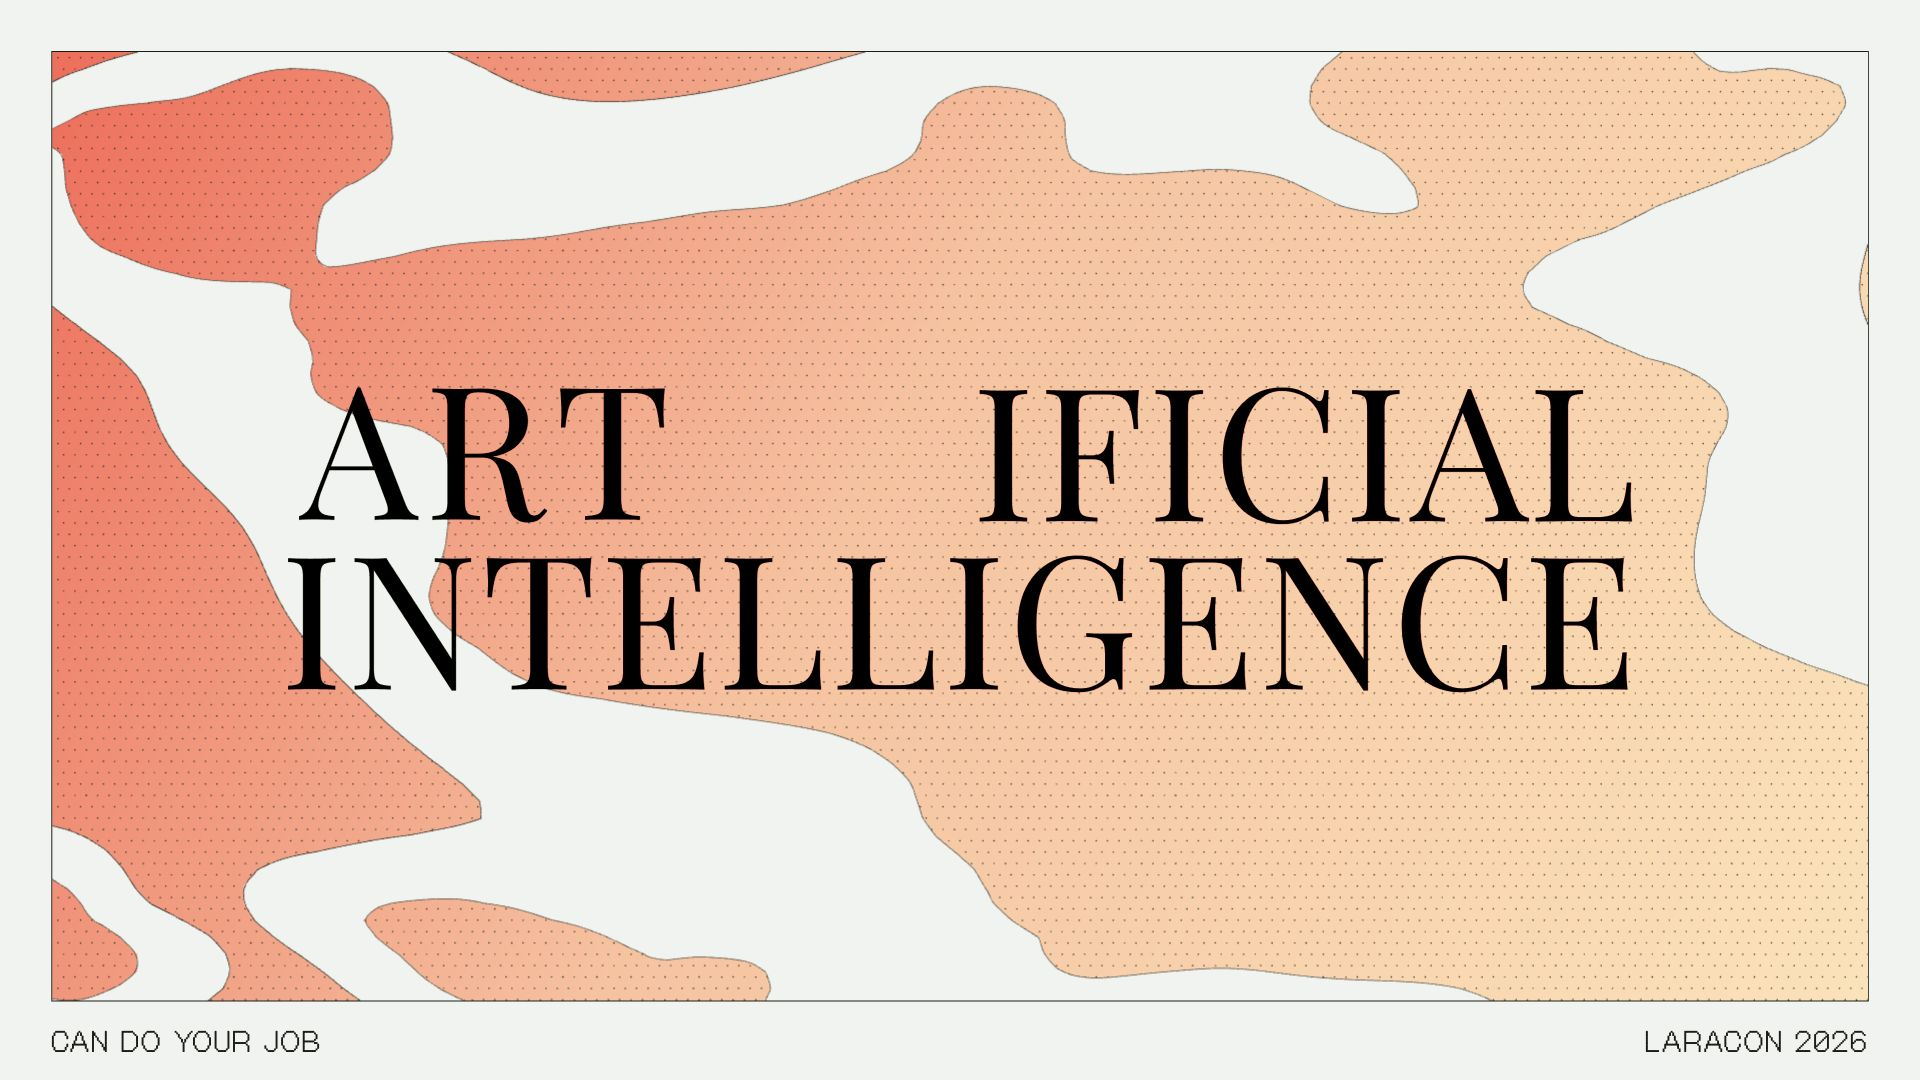 ART IFICIAL
INTELLIGENCE
CAN DO YOUR JOB
LARACON 2026